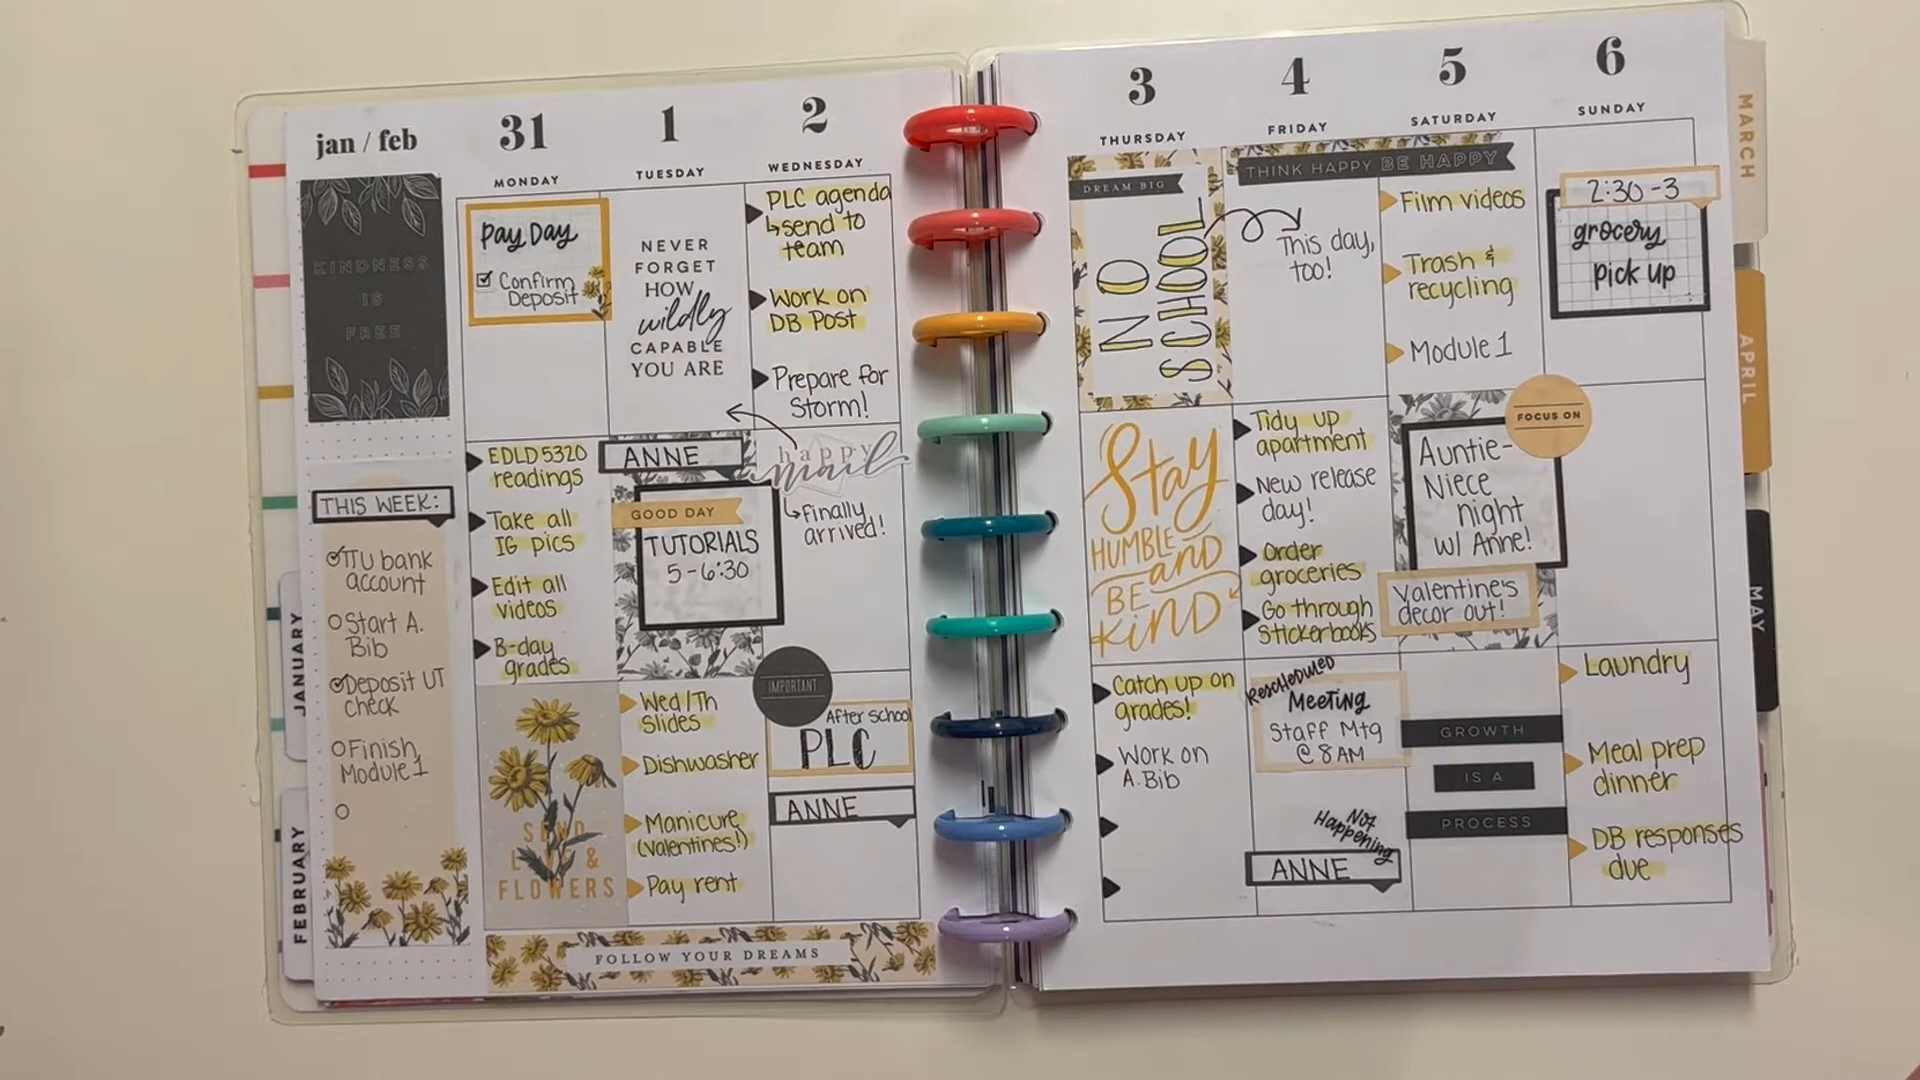 jan / feb
KINDNESS
IS
FREE
THIS WEEK:
TTU bank
account
Start A.
Bib
Deposit UT
check
Finish
Module 1
31
MONDAY
Pay Day
Confirm
Deposit
EDLD 5320
readings
Take all
IG pics
Edit all
videos
B-day
grades
SEND
LOVE &
FLOWERS
1
TUESDAY
NEVER
FORGET
HOW
wildly
CAPABLE
YOU ARE
ANNE
GOOD DAY
TUTORIALS
5-6:30
Wed/Th
slides
Dishwasher
Manicure
(Valentines!)
Pay rent
2
WEDNESDAY
PLC agenda
↳send to
team
Work on
DB Post
Prepare for
Storm!
happy
mail
↳Finally
arrived!
IMPORTANT
After school
PLC
ANNE
FOLLOW YOUR DREAMS
3
THURSDAY
DREAM BIG
NO
SCHOOL
Stay
HUMBLE
and
BE
KIND
Catch up on
grades!
Work on
A. Bib
4
FRIDAY
THINK HAPPY BE HAPPY
This day,
too!
Tidy up
apartment
New release
day!
Order
groceries
Go through
Stickerbooks
RESCHEDULED
MEETING
Staff Mtg
@ 8 AM
Not
Happening
ANNE
5
SATURDAY
Film videos
Trash &
recycling
Module 1
FOCUS ON
Auntie-
Niece
night
w/ Anne!
Valentine's
decor out!
GROWTH
IS A
PROCESS
6
SUNDAY
2:30-3
grocery
pick up
Laundry
Meal prep
dinner
DB responses
due
JANUARY
FEBRUARY
MARCH
APRIL
MAY